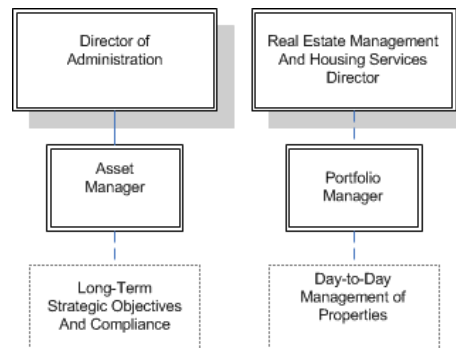 Director of
Administration
Real Estate Management
And Housing Services
Director
Asset
Manager
Portfolio
Manager
Long-Term
Strategic Objectives
And Compliance
Day-to-Day
Management of
Properties